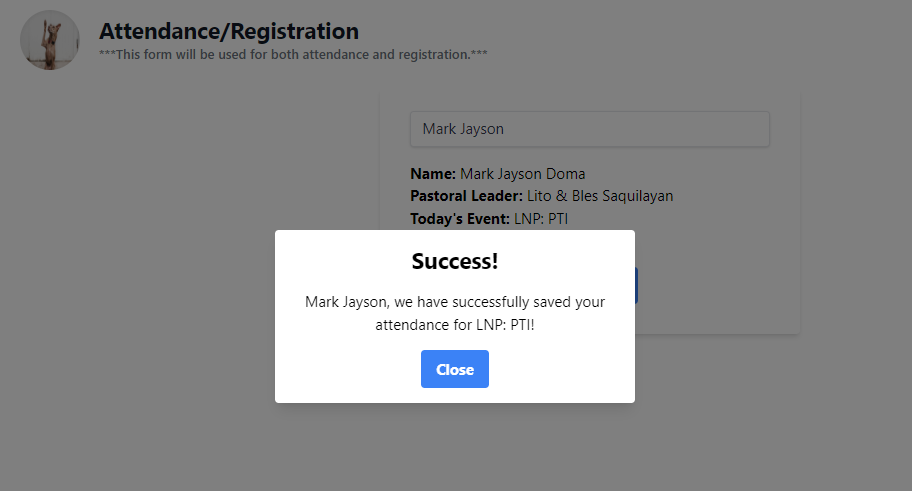 Attendance/Registration
***This form will be used for both attendance and registration.***
Mark Jayson
Name: Mark Jayson Doma
Pastoral Leader: Lito & Bles Saquilayan
Today's Event: LNP: PTI
Success!
Mark Jayson, we have successfully saved your
attendance for LNP: PTI!
Close